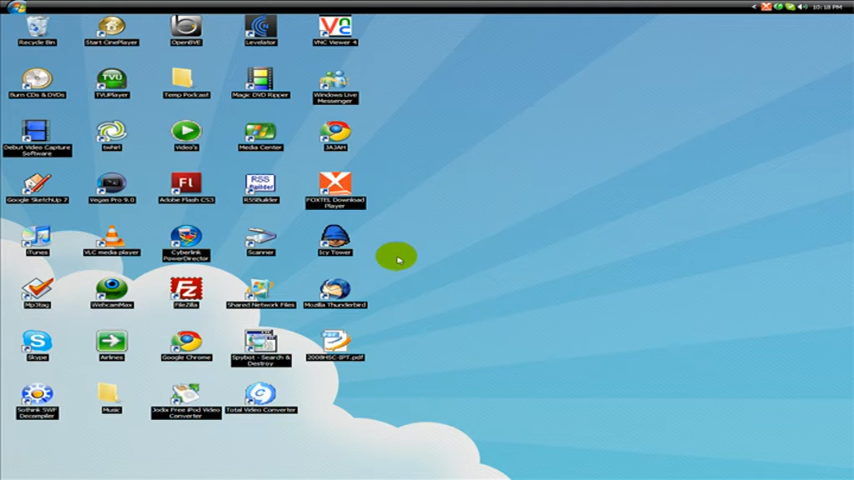 10:18 PM
Recycle Bin
Start CinePlayer
OpenBVE
Levelator
VNC Viewer 4
Burn CDs & DVDs
TVUPlayer
Temp Podcast
Magic DVD Ripper
Windows Live
Messenger
Debut Video Capture
Software
twhirl
Video's
Media Center
JAJAH
Google SketchUp 7
Vegas Pro 9.0
Adobe Flash CS3
RSSBuilder
FOXTEL Download
Player
iTunes
VLC media player
Cyberlink
PowerDirector
Scanner
Icy Tower
Mp3tag
WebcamMax
FileZilla
Shared Network Files
Mozilla Thunderbird
Skype
Airlines
Google Chrome
Spybot - Search &
Destroy
2008HSC-IPT.pdf
Sothink SWF
Decompiler
Music
Jodix Free iPod Video
Converter
Total Video Converter